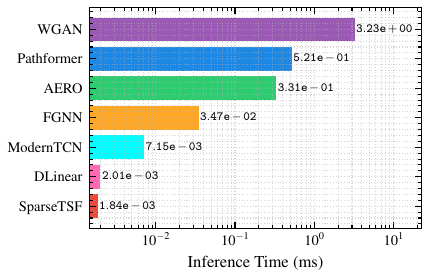 WGAN 3.23e+00
Pathformer 5.21e−01
AERO 3.31e−01
FGNN 3.47e−02
ModernTCN 7.15e−03
DLinear 2.01e−03
SparseTSF 1.84e−03
10⁻² 10⁻¹ 10⁰ 10¹
Inference Time (ms)